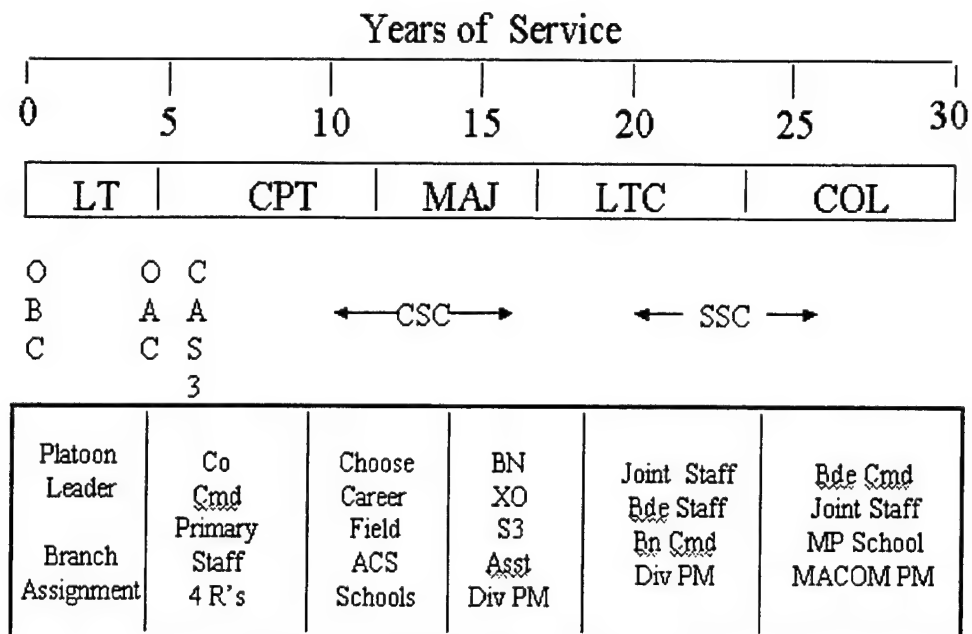 Years of Service
0 5 10 15 20 25 30
LT CPT MAJ LTC COL
O O C
B A A CSC SSC
C C S
3
Platoon
Leader
Branch
Assignment
Co
Cmd
Primary
Staff
4 R's
Choose
Career
Field
ACS
Schools
BN
XO
S3
Asst
Div PM
Joint Staff
Bde Staff
Bn Cmd
Div PM
Bde Cmd
Joint Staff
MP School
MACOM PM